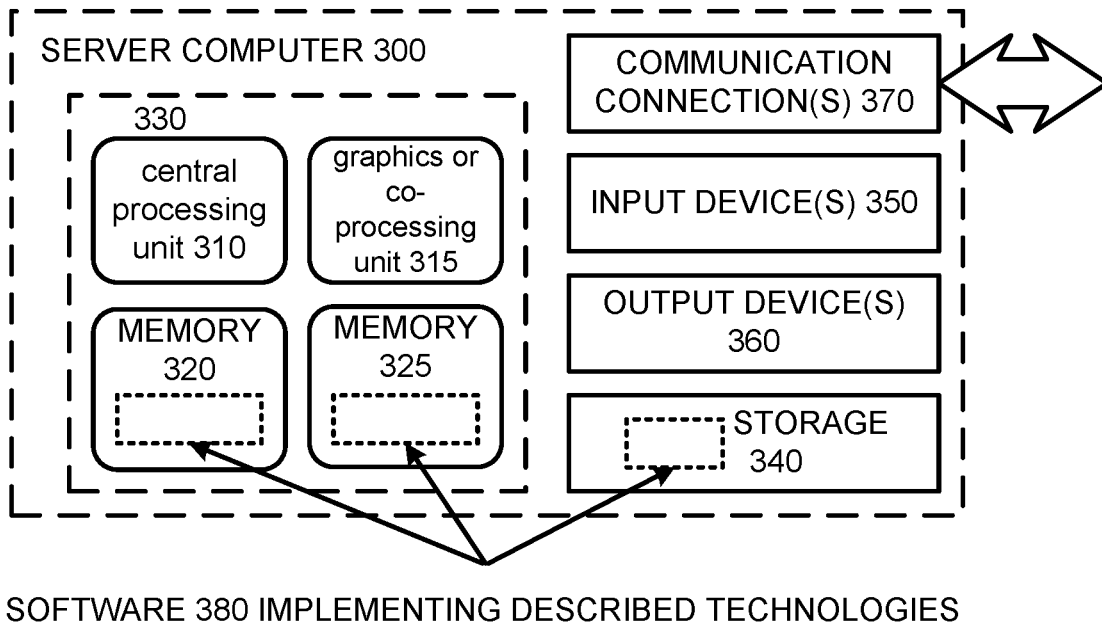 SERVER COMPUTER 300
330
central
processing
unit 310
graphics or
co-
processing
unit 315
MEMORY
320
MEMORY
325
COMMUNICATION
CONNECTION(S) 370
INPUT DEVICE(S) 350
OUTPUT DEVICE(S)
360
STORAGE
340
SOFTWARE 380 IMPLEMENTING DESCRIBED TECHNOLOGIES